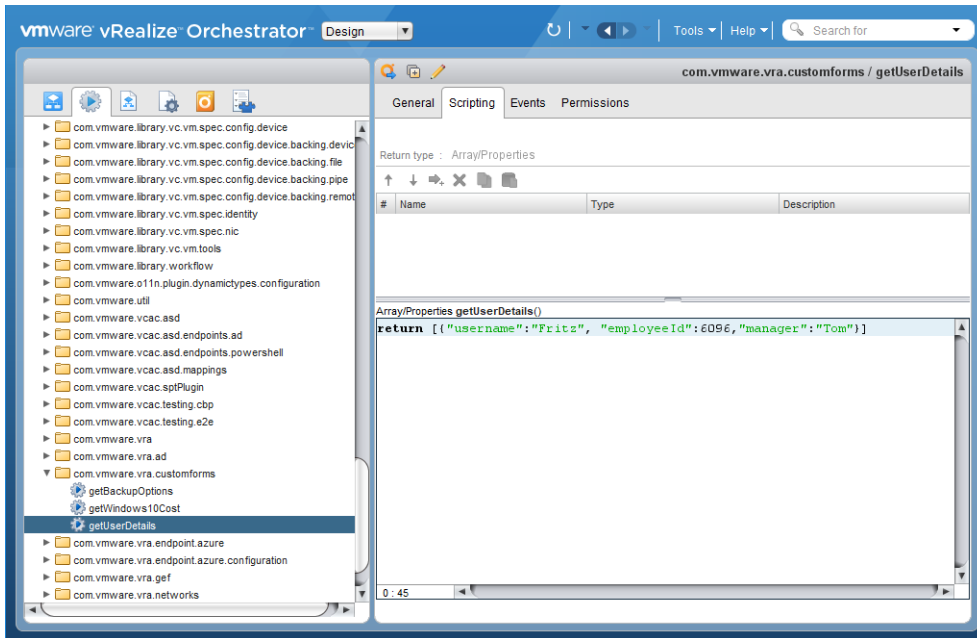 vmware vRealize Orchestrator Design Tools Help Search for
com.vmware.vra.customforms / getUserDetails
General Scripting Events Permissions
com.vmware.library.vc.vm.spec.config.device
com.vmware.library.vc.vm.spec.config.device.backing.devic
com.vmware.library.vc.vm.spec.config.device.backing.file
com.vmware.library.vc.vm.spec.config.device.backing.pipe
com.vmware.library.vc.vm.spec.config.device.backing.remot
com.vmware.library.vc.vm.spec.identity
com.vmware.library.vc.vm.spec.nic
com.vmware.library.vc.vm.tools
com.vmware.library.workflow
com.vmware.o11n.plugin.dynamictypes.configuration
com.vmware.util
com.vmware.vcac.asd
com.vmware.vcac.asd.endpoints.ad
com.vmware.vcac.asd.endpoints.powershell
com.vmware.vcac.asd.mappings
com.vmware.vcac.sptPlugin
com.vmware.vcac.testing.cbp
com.vmware.vcac.testing.e2e
com.vmware.vra
com.vmware.vra.ad
com.vmware.vra.customforms
getBackupOptions
getWindows10Cost
getUserDetails
com.vmware.vra.endpoint.azure
com.vmware.vra.endpoint.azure.configuration
com.vmware.vra.gef
com.vmware.vra.networks
Return type : Array/Properties
# Name Type Description
Array/Properties getUserDetails()
return [{"username":"Fritz", "employeeId":6096,"manager":"Tom"}]
0 : 45